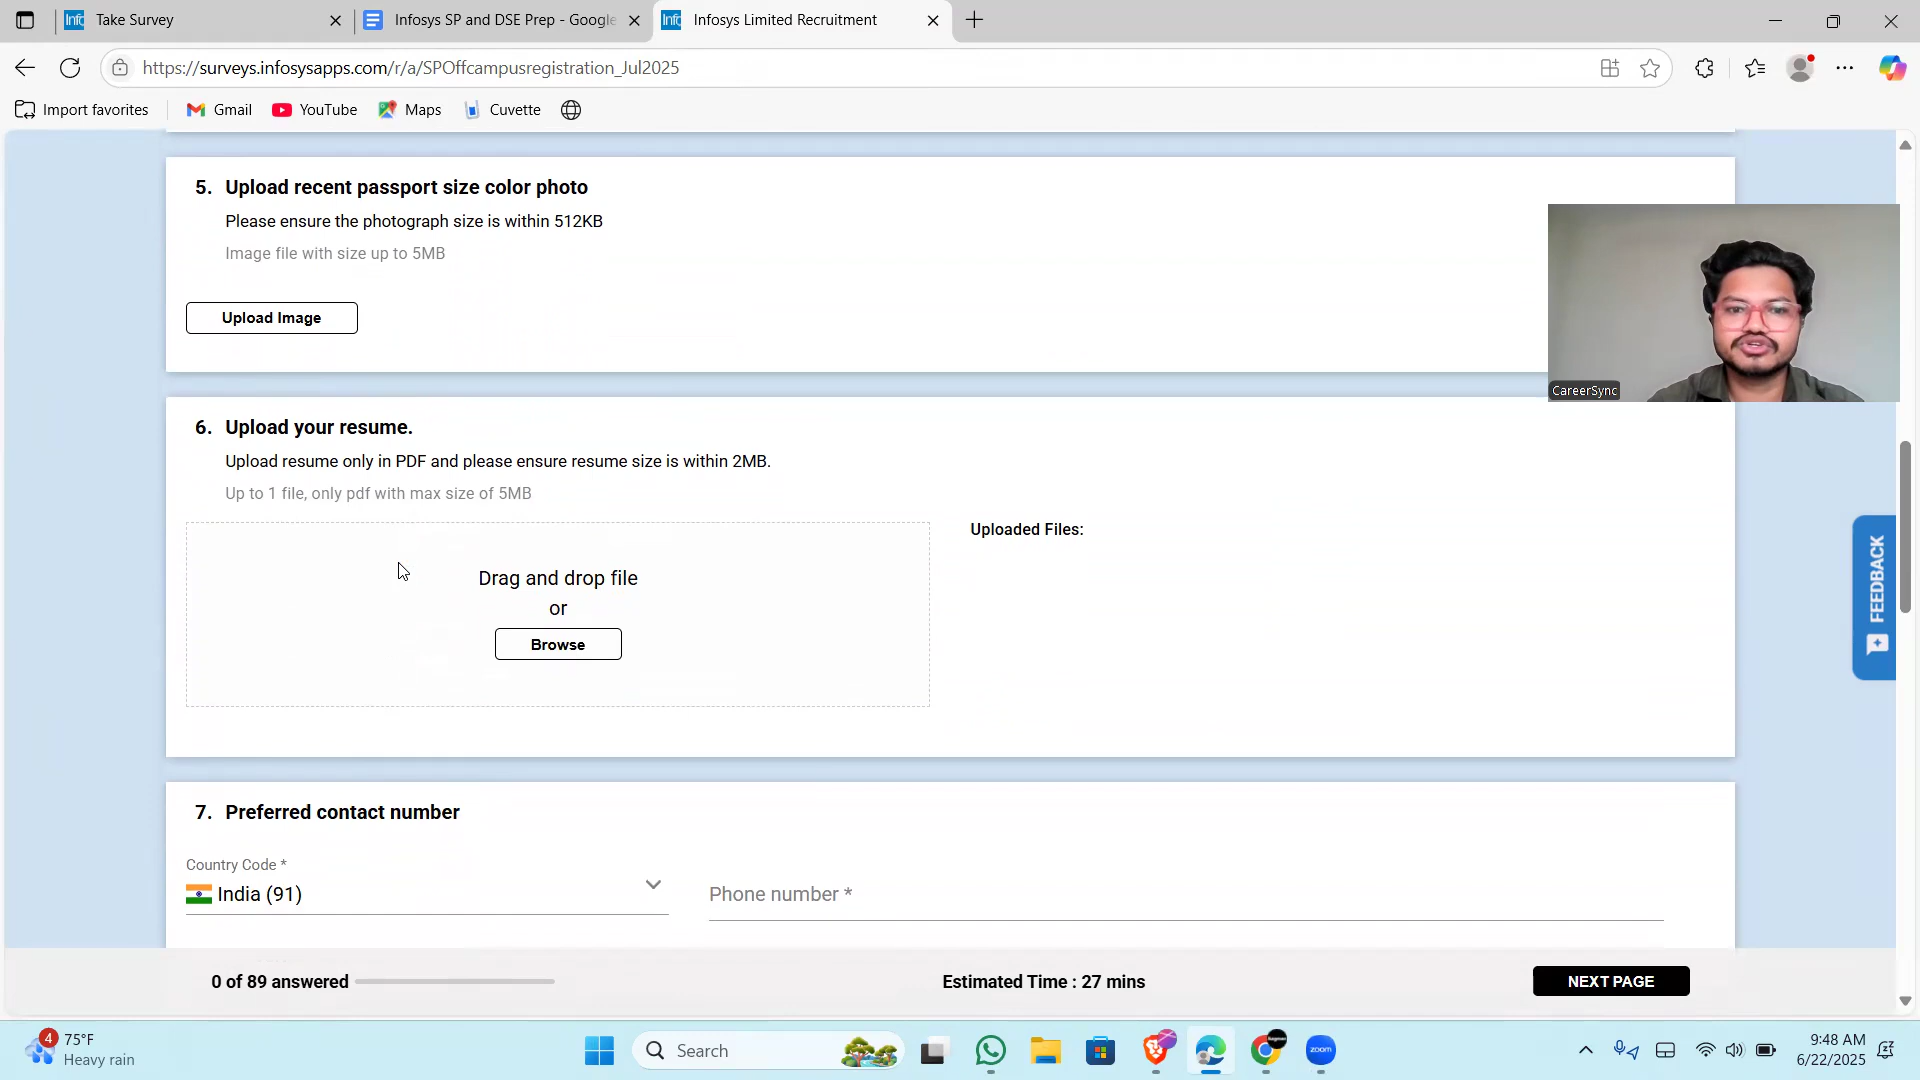 Take Survey
Infosys SP and DSE Prep - Google
Infosys Limited Recruitment
https://surveys.infosysapps.com/r/a/SPOffcampusregistration_Jul2025
Import favorites
Gmail
YouTube
Maps
Cuvette
5. Upload recent passport size color photo
Please ensure the photograph size is within 512KB
Image file with size up to 5MB
Upload Image
CareerSync
6. Upload your resume.
Upload resume only in PDF and please ensure resume size is within 2MB.
Up to 1 file, only pdf with max size of 5MB
Drag and drop file
or
Browse
Uploaded Files:
FEEDBACK
7. Preferred contact number
Country Code *
India (91)
Phone number *
0 of 89 answered
Estimated Time : 27 mins
NEXT PAGE
4
75°F
Heavy rain
Search
zoom
9:48 AM
6/22/2025